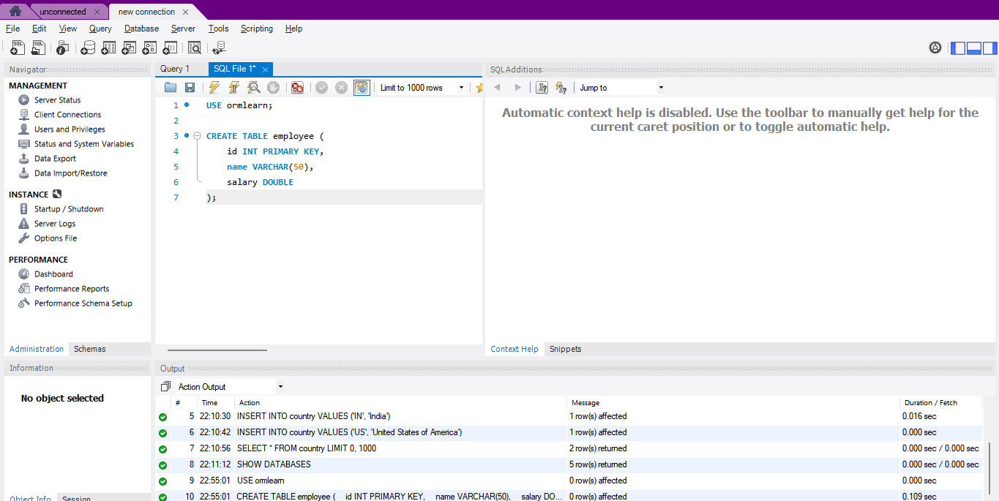 unconnected
new connection
File Edit View Query Database Server Tools Scripting Help
Navigator
MANAGEMENT
Server Status
Client Connections
Users and Privileges
Status and System Variables
Data Export
Data Import/Restore
INSTANCE
Startup / Shutdown
Server Logs
Options File
PERFORMANCE
Dashboard
Performance Reports
Performance Schema Setup
Administration Schemas
Information
No object selected
Object Info Session
Query 1 SQL File 1*
Limit to 1000 rows
1 USE ormlearn;
2
3 CREATE TABLE employee (
4 id INT PRIMARY KEY,
5 name VARCHAR(50),
6 salary DOUBLE
7 );
SQLAdditions
Jump to
Automatic context help is disabled. Use the toolbar to manually get help for the
current caret position or to toggle automatic help.
Context Help Snippets
Output
Action Output
# Time Action Message Duration / Fetch
5 22:10:30 INSERT INTO country VALUES ('IN', 'India') 1 row(s) affected 0.016 sec
6 22:10:42 INSERT INTO country VALUES ('US', 'United States of America') 1 row(s) affected 0.000 sec
7 22:10:56 SELECT * FROM country LIMIT 0, 1000 2 row(s) returned 0.000 sec / 0.000 sec
8 22:11:12 SHOW DATABASES 5 row(s) returned 0.000 sec / 0.000 sec
9 22:55:01 USE ormlearn 0 row(s) affected 0.000 sec
10 22:55:01 CREATE TABLE employee ( id INT PRIMARY KEY, name VARCHAR(50), salary DO... 0 row(s) affected 0.109 sec